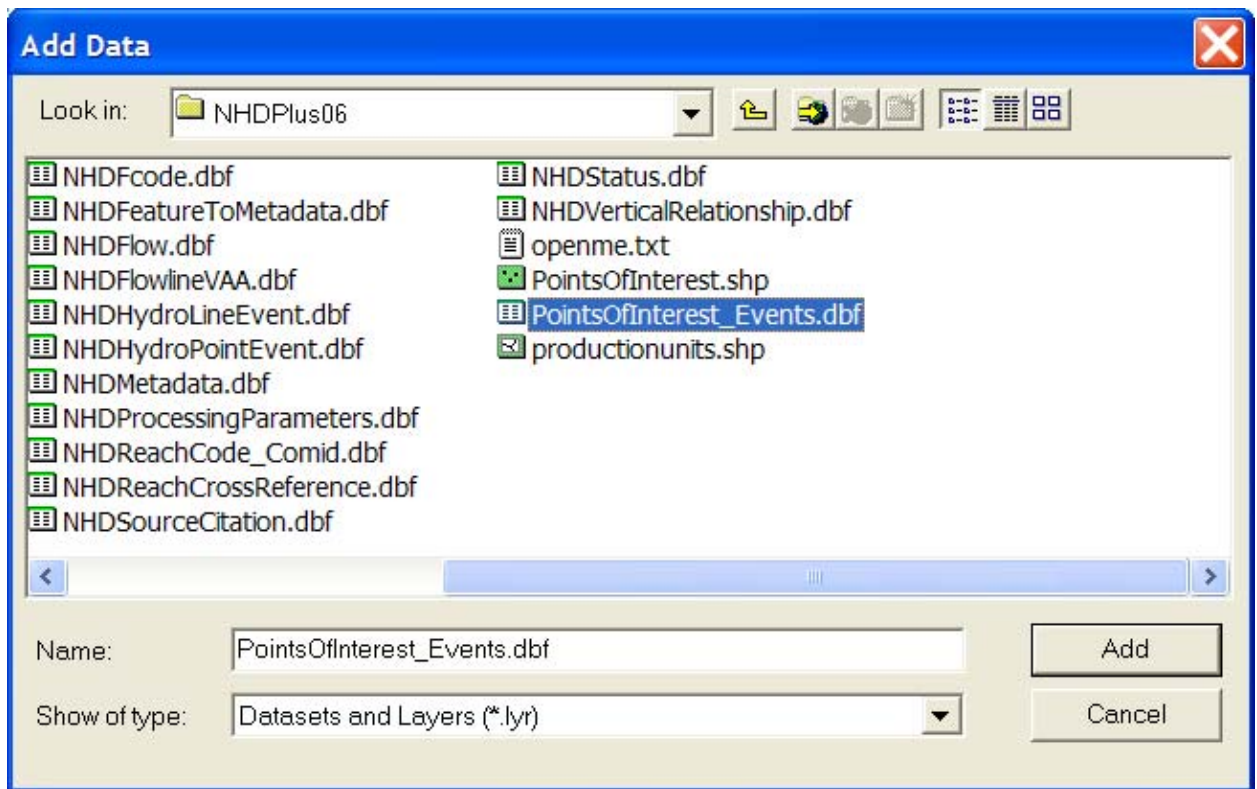 Add Data
Look in: NHDPlus06
NHDFcode.dbf
NHDFeatureToMetadata.dbf
NHDFlow.dbf
NHDFlowlineVAA.dbf
NHDHydroLineEvent.dbf
NHDHydroPointEvent.dbf
NHDMetadata.dbf
NHDProcessingParameters.dbf
NHDReachCode_Comid.dbf
NHDReachCrossReference.dbf
NHDSourceCitation.dbf
NHDStatus.dbf
NHDVerticalRelationship.dbf
openme.txt
PointsOfInterest.shp
PointsOfInterest_Events.dbf
productionunits.shp
Name: PointsOfInterest_Events.dbf Add
Show of type: Datasets and Layers (*.lyr) Cancel